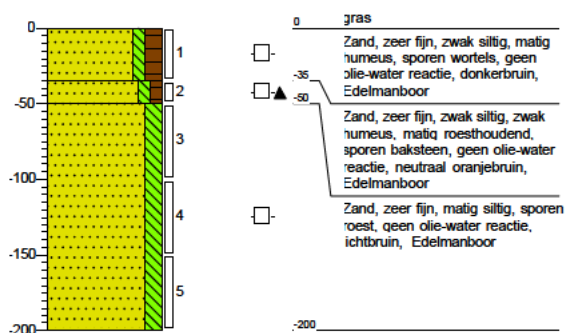 0
-50
-100
-150
-200
1
2
3
4
5
0
gras
Zand, zeer fijn, zwak siltig, matig
humeus, sporen wortels, geen
olie-water reactie, donkerbruin,
Edelmanboor
-35
-50
Zand, zeer fijn, zwak siltig, zwak
humeus, matig roesthoudend,
sporen baksteen, geen olie-water
reactie, neutraal oranjebruin,
Edelmanboor
Zand, zeer fijn, matig siltig, sporen
roest, geen olie-water reactie,
lichtbruin, Edelmanboor
-200